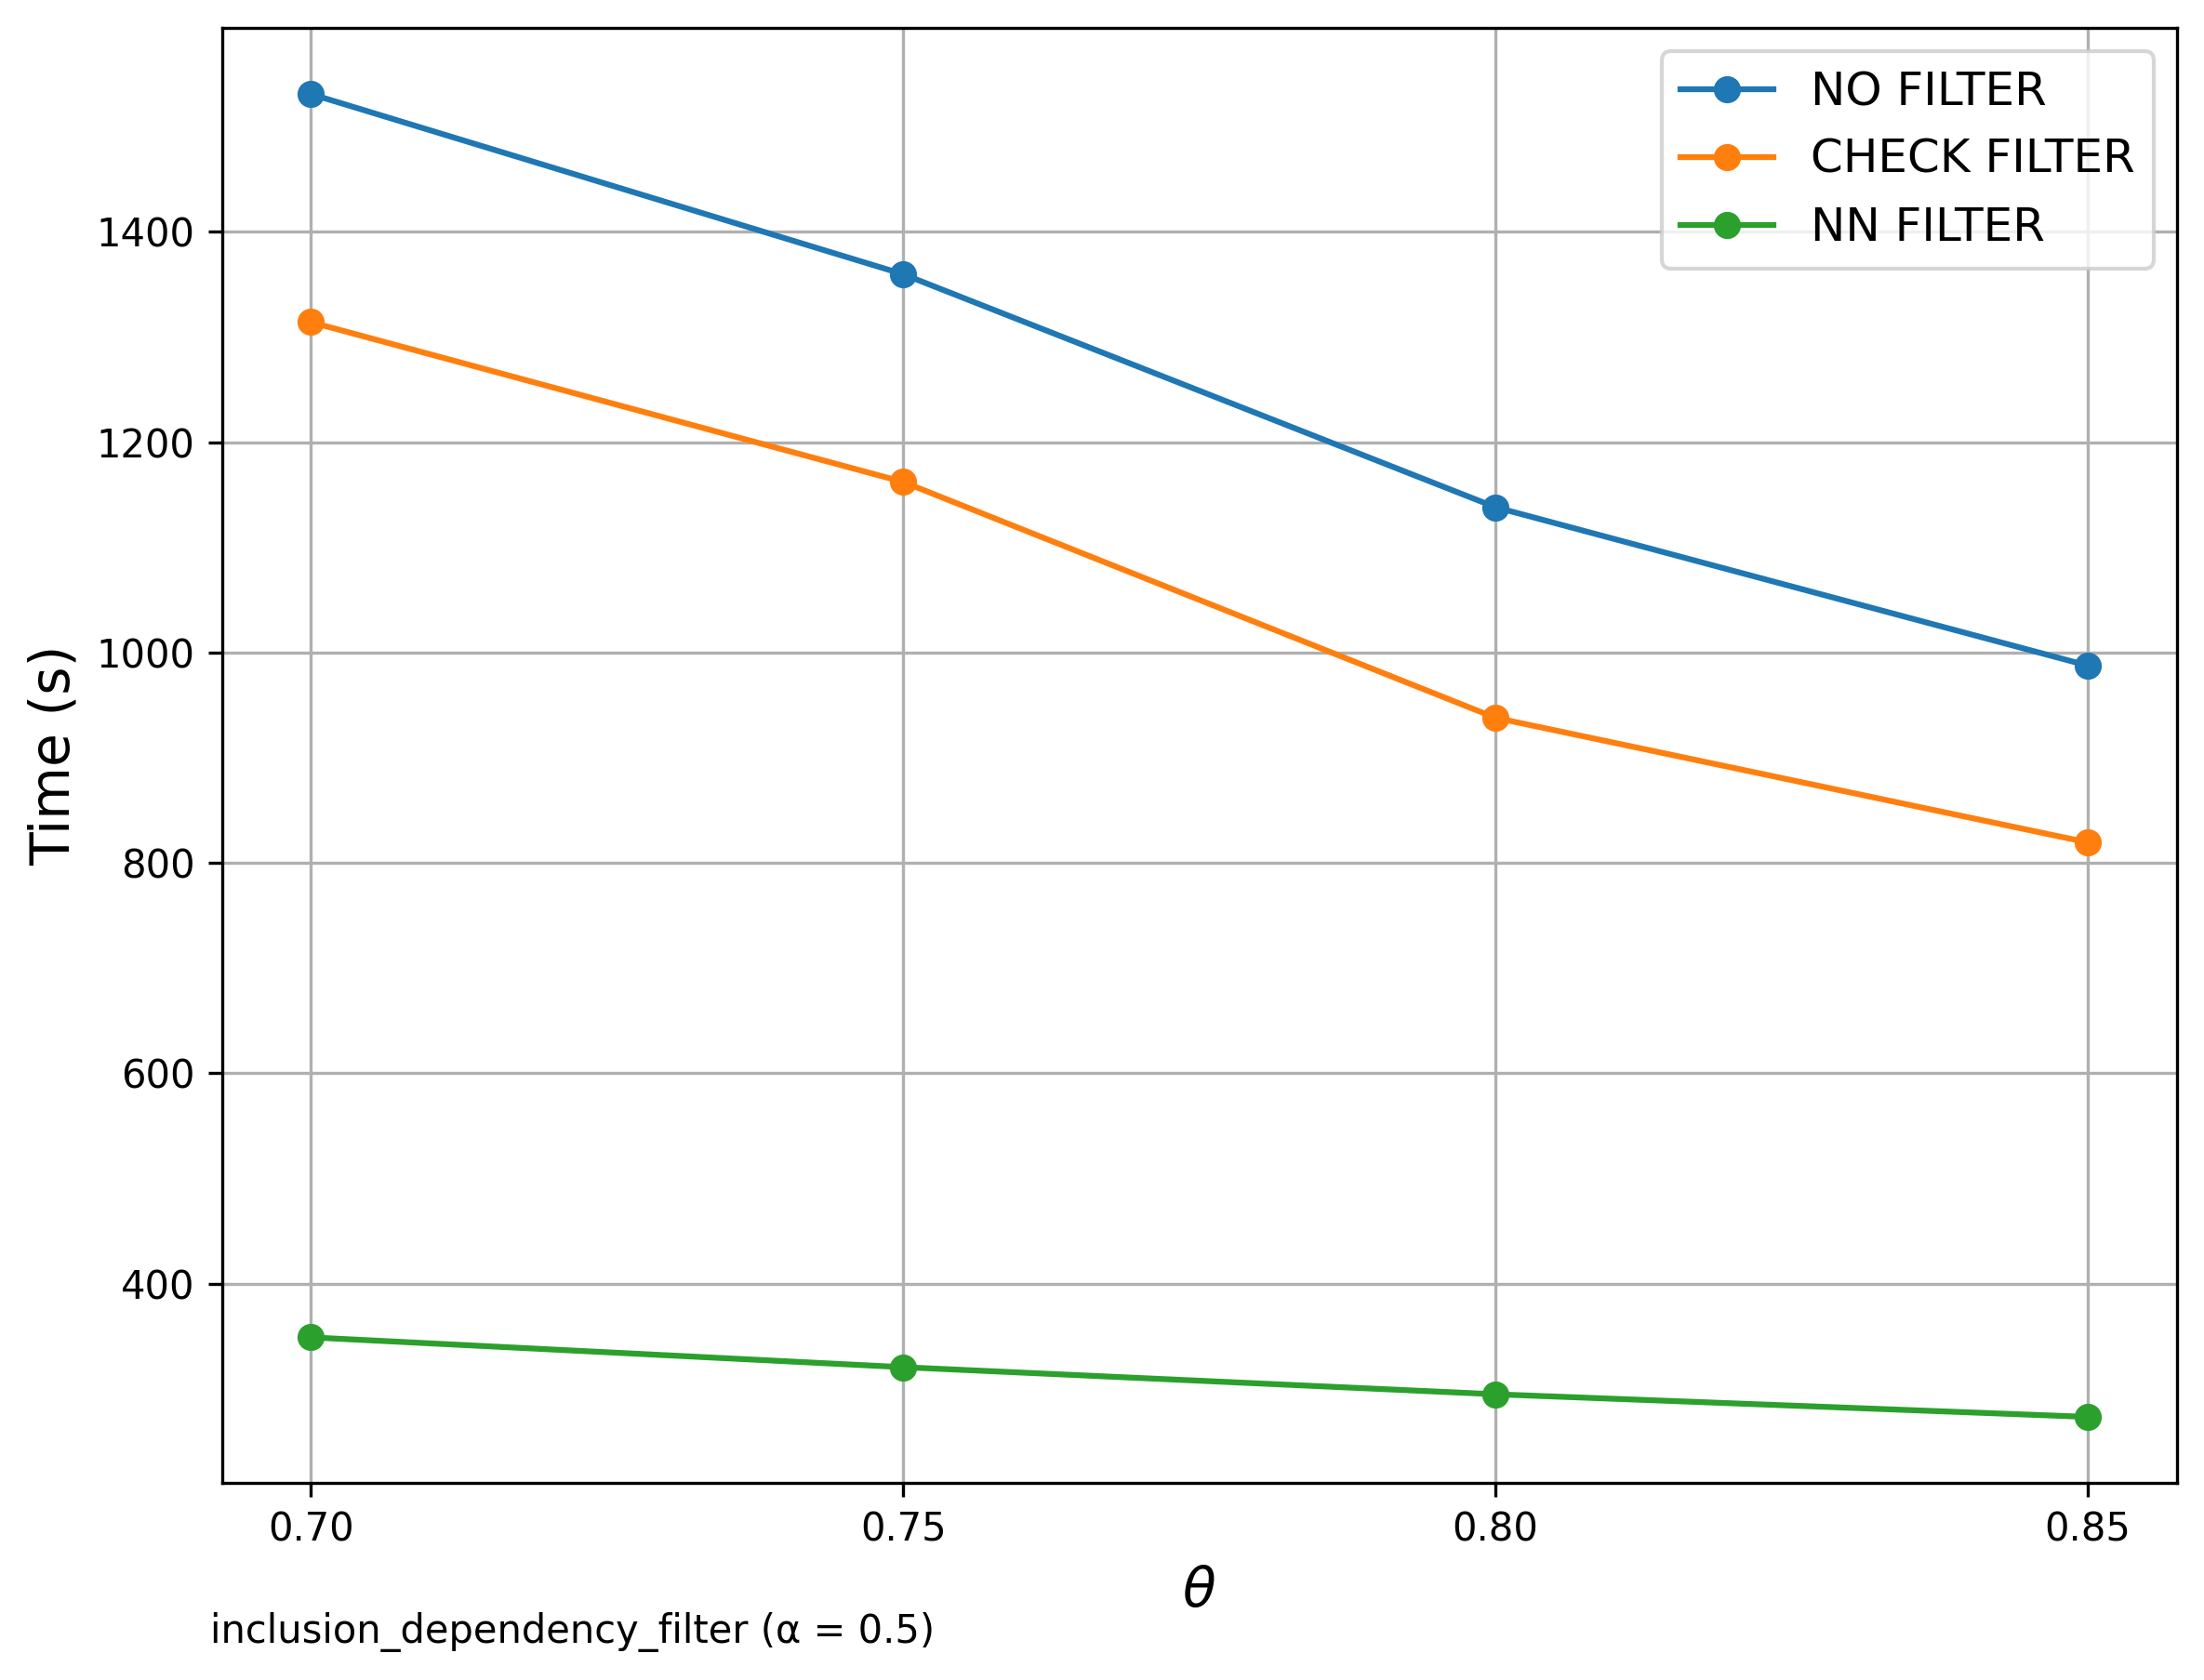 NO FILTER
CHECK FILTER
NN FILTER
1400
1200
1000
800
600
400
Time (s)
0.70 0.75 0.80 0.85
θ
inclusion_dependency_filter (α = 0.5)